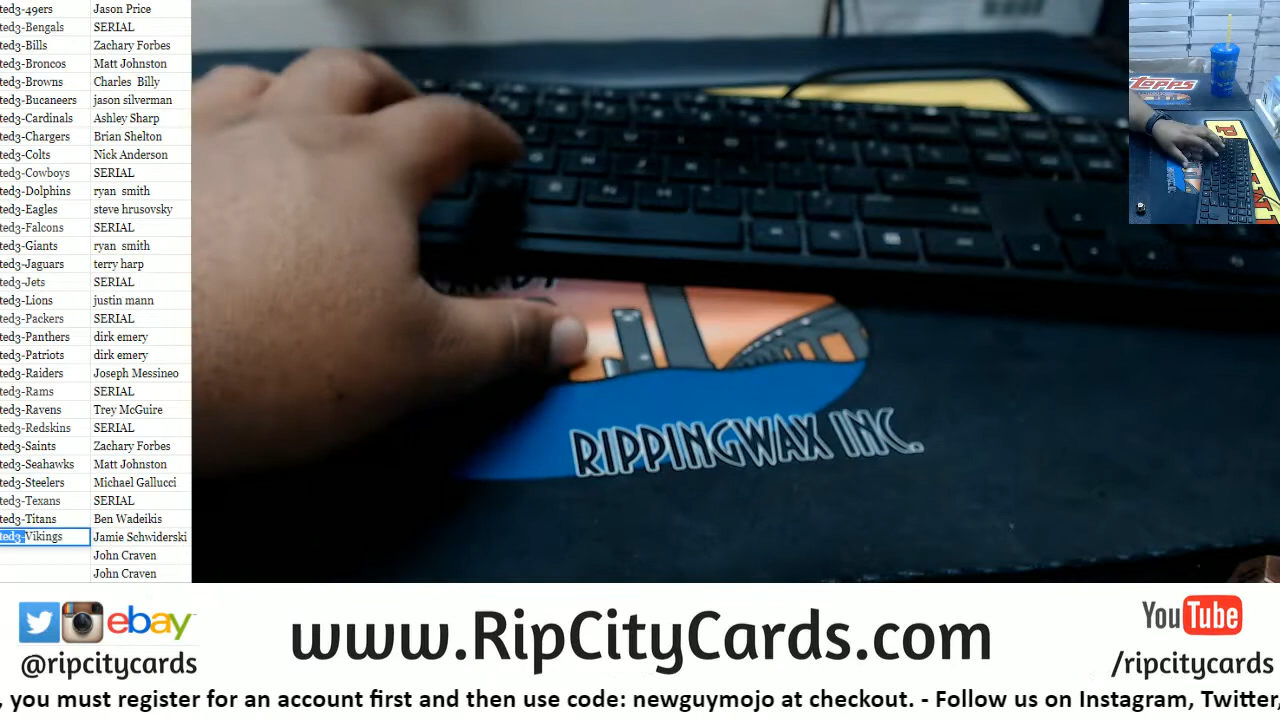 ted3-49ers Jason Price
ted3-Bengals SERIAL
ted3-Bills Zachary Forbes
ted3-Broncos Matt Johnston
ted3-Browns Charles Billy
ted3-Bucaneers jason silverman
ted3-Cardinals Ashley Sharp
ted3-Chargers Brian Shelton
ted3-Colts Nick Anderson
ted3-Cowboys SERIAL
ted3-Dolphins ryan smith
ted3-Eagles steve hrusovsky
ted3-Falcons SERIAL
ted3-Giants ryan smith
ted3-Jaguars terry harp
ted3-Jets SERIAL
ted3-Lions justin mann
ted3-Packers SERIAL
ted3-Panthers dirk emery
ted3-Patriots dirk emery
ted3-Raiders Joseph Messineo
ted3-Rams SERIAL
ted3-Ravens Trey McGuire
ted3-Redskins SERIAL
ted3-Saints Zachary Forbes
ted3-Seahawks Matt Johnston
ted3-Steelers Michael Gallucci
ted3-Texans SERIAL
ted3-Titans Ben Wadeikis
ted3-Vikings Jamie Schwiderski
John Craven
John Craven
topps
RIPPINGWAX INC.
ebay
@ripcitycards
www.RipCityCards.com
YouTube
/ripcitycards
, you must register for an account first and then use code: newguymojo at checkout. - Follow us on Instagram, Twitter,